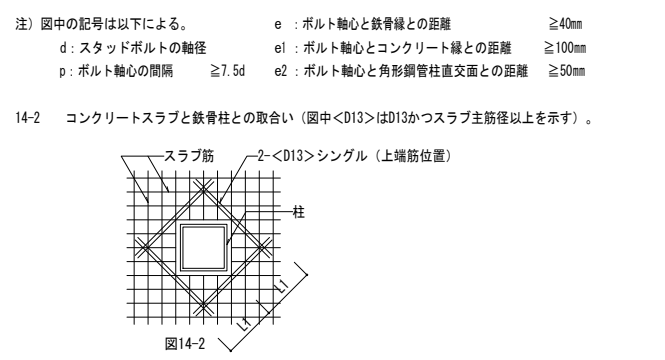 注）図中の記号は以下による。 e ：ボルト軸心と鉄骨縁との距離 ≧40㎜
d：スタッドボルトの軸径 e1 ：ボルト軸心とコンクリート縁との距離 ≧100㎜
p：ボルト軸心の間隔 ≧7.5d e2 ：ボルト軸心と角形鋼管柱直交面との距離 ≧50㎜
14-2 コンクリートスラブと鉄骨柱との取合い（図中<D13>はD13かつスラブ主筋径以上を示す）。
スラブ筋 2-<D13>シングル（上端筋位置）
柱
L1
L1
図14-2